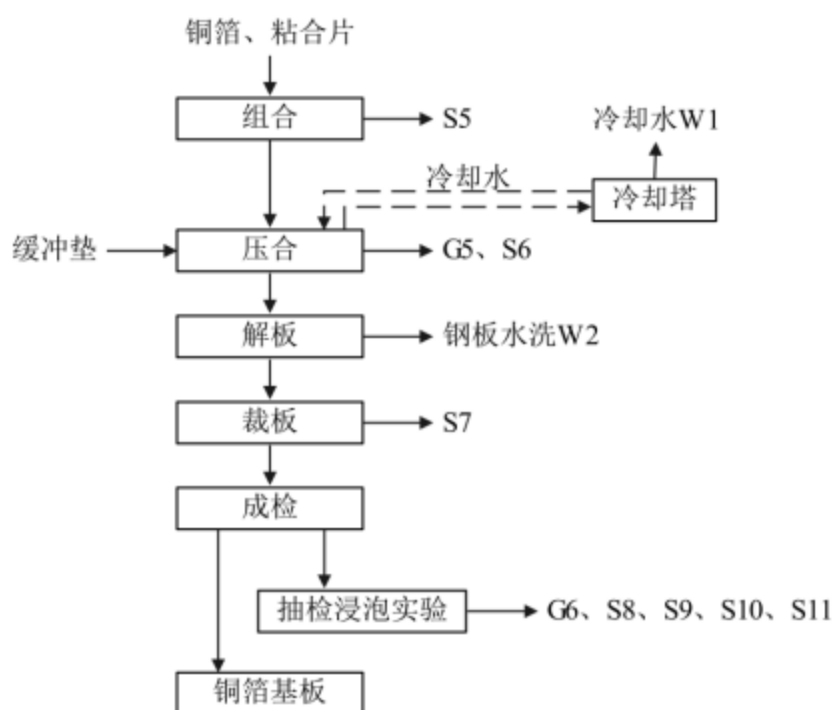 铜箔、粘合片
组合
S5
冷却水W1
冷却水
冷却塔
缓冲垫
压合
G5、S6
解板
钢板水洗W2
裁板
S7
成检
抽检浸泡实验
G6、S8、S9、S10、S11
铜箔基板